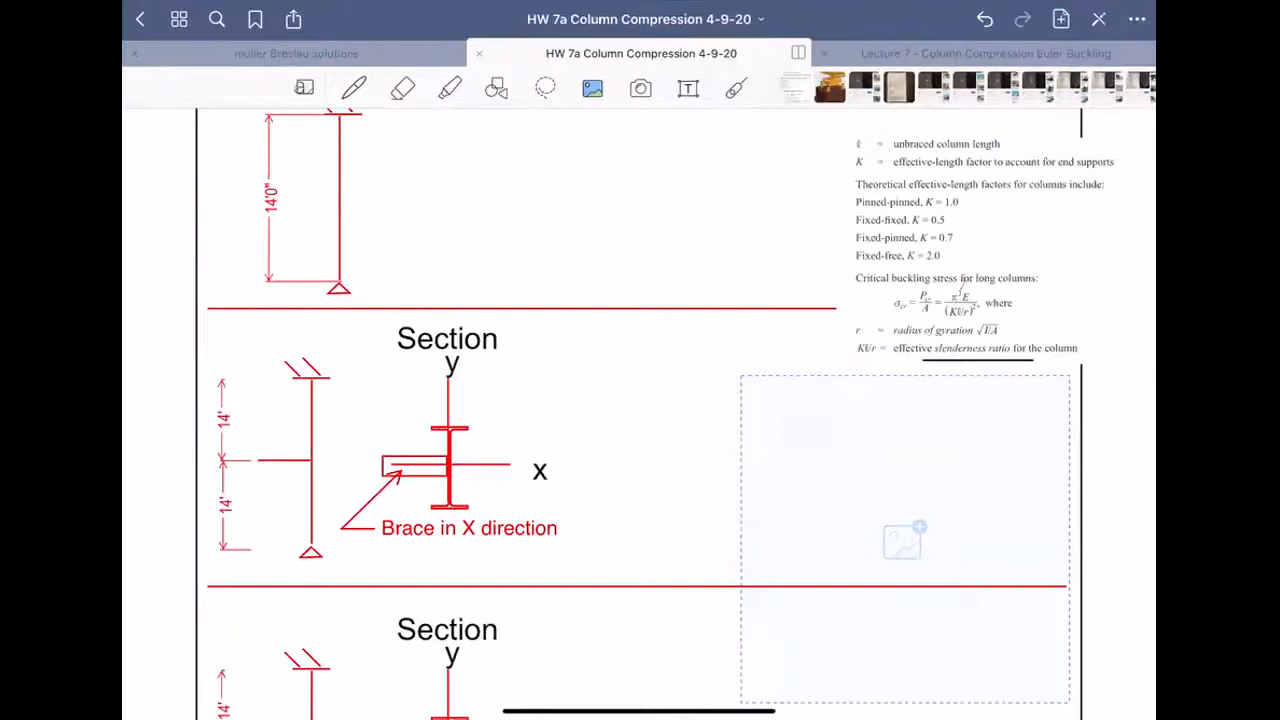 HW 7a Column Compression 4-9-20
muller Breslau solutions
HW 7a Column Compression 4-9-20
Lecture 7 - Column Compression Euler Buckling
T
14'0"
ℓ = unbraced column length
K = effective-length factor to account for end supports
Theoretical effective-length factors for columns include:
Pinned-pinned, K = 1.0
Fixed-fixed, K = 0.5
Fixed-pinned, K = 0.7
Fixed-free, K = 2.0
Critical buckling stress for long columns:
σcr = Pcr/A = π²E/(Kℓ/r)², where
r = radius of gyration √I/A
Kℓ/r = effective slenderness ratio for the column
Section
y
14'
14'
x
Brace in X direction
Section
y
14'